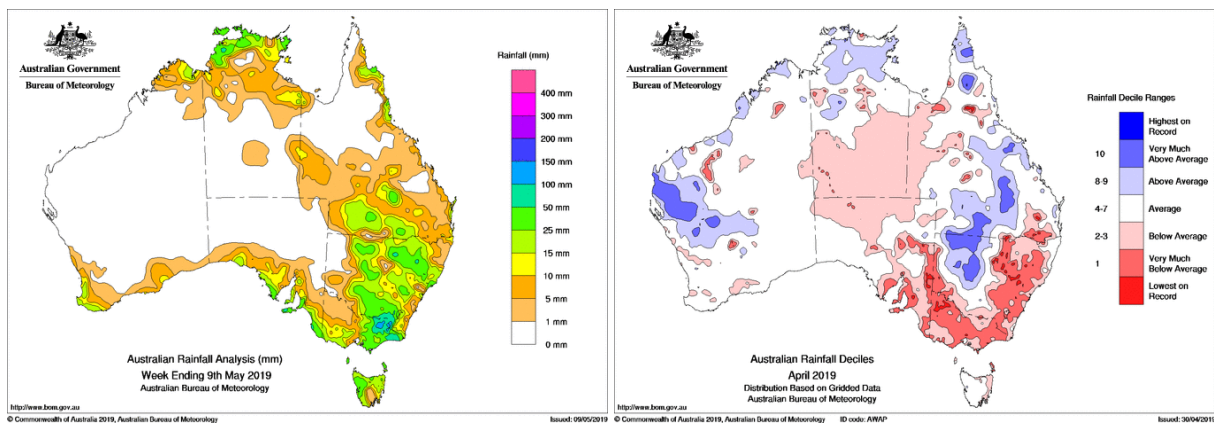 Australian Government
Bureau of Meteorology
Rainfall (mm)
400 mm
300 mm
200 mm
150 mm
100 mm
50 mm
25 mm
15 mm
10 mm
5 mm
1 mm
0 mm
Australian Rainfall Analysis (mm)
Week Ending 9th May 2019
Australian Bureau of Meteorology
http://www.bom.gov.au
© Commonwealth of Australia 2019, Australian Bureau of Meteorology
Issued: 09/05/2019
Australian Government
Bureau of Meteorology
Rainfall Decile Ranges
Highest on
Record
10 Very Much
Above Average
8-9 Above Average
4-7 Average
2-3 Below Average
1 Very Much
Below Average
Lowest on
Record
Australian Rainfall Deciles
April 2019
Distribution Based on Gridded Data
Australian Bureau of Meteorology
http://www.bom.gov.au
© Commonwealth of Australia 2019, Australian Bureau of Meteorology
ID code: AWAP
Issued: 30/04/2019